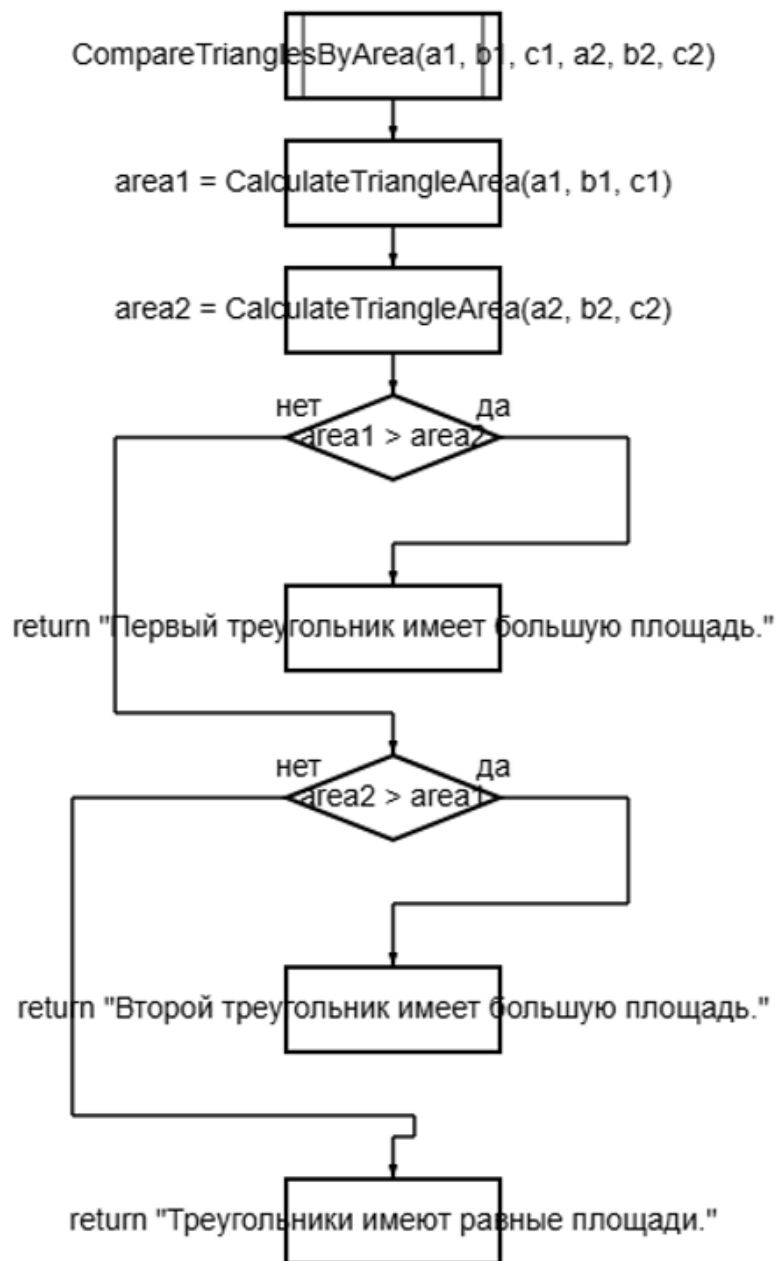 CompareTrianglesByArea(a1, b1, c1, a2, b2, c2)
area1 = CalculateTriangleArea(a1, b1, c1)
area2 = CalculateTriangleArea(a2, b2, c2)
нет
да
area1 > area2
return "Первый треугольник имеет большую площадь."
нет
да
area2 > area1
return "Второй треугольник имеет большую площадь."
return "Треугольники имеют равные площади."